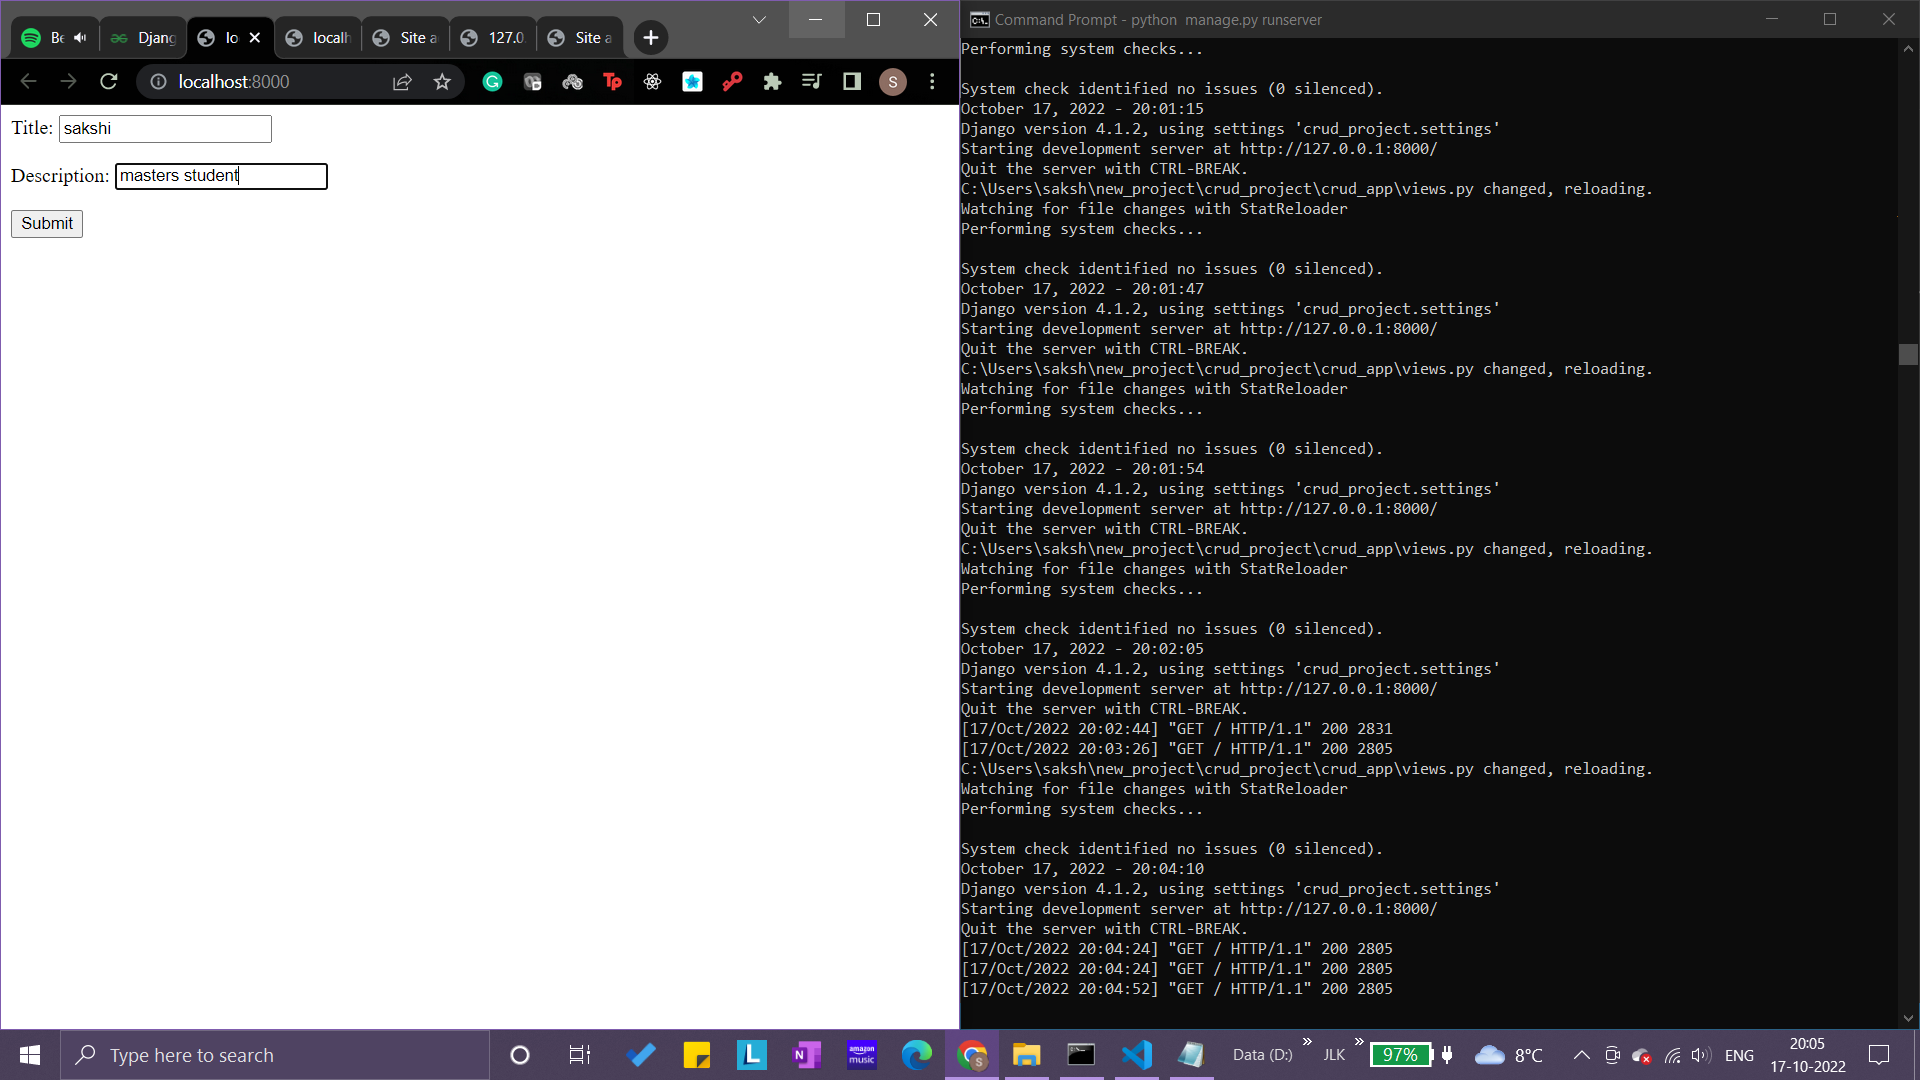 Be
Djang
lo
localh
Site a
127.0.
Site a
localhost:8000
S
Title: sakshi
Description: masters student
Submit
Command Prompt - python  manage.py runserver
Performing system checks...
System check identified no issues (0 silenced).
October 17, 2022 - 20:01:15
Django version 4.1.2, using settings 'crud_project.settings'
Starting development server at http://127.0.0.1:8000/
Quit the server with CTRL-BREAK.
C:\Users\saksh\new_project\crud_project\crud_app\views.py changed, reloading.
Watching for file changes with StatReloader
Performing system checks...
System check identified no issues (0 silenced).
October 17, 2022 - 20:01:47
Django version 4.1.2, using settings 'crud_project.settings'
Starting development server at http://127.0.0.1:8000/
Quit the server with CTRL-BREAK.
C:\Users\saksh\new_project\crud_project\crud_app\views.py changed, reloading.
Watching for file changes with StatReloader
Performing system checks...
System check identified no issues (0 silenced).
October 17, 2022 - 20:01:54
Django version 4.1.2, using settings 'crud_project.settings'
Starting development server at http://127.0.0.1:8000/
Quit the server with CTRL-BREAK.
C:\Users\saksh\new_project\crud_project\crud_app\views.py changed, reloading.
Watching for file changes with StatReloader
Performing system checks...
System check identified no issues (0 silenced).
October 17, 2022 - 20:02:05
Django version 4.1.2, using settings 'crud_project.settings'
Starting development server at http://127.0.0.1:8000/
Quit the server with CTRL-BREAK.
[17/Oct/2022 20:02:44] "GET / HTTP/1.1" 200 2831
[17/Oct/2022 20:03:26] "GET / HTTP/1.1" 200 2805
C:\Users\saksh\new_project\crud_project\crud_app\views.py changed, reloading.
Watching for file changes with StatReloader
Performing system checks...
System check identified no issues (0 silenced).
October 17, 2022 - 20:04:10
Django version 4.1.2, using settings 'crud_project.settings'
Starting development server at http://127.0.0.1:8000/
Quit the server with CTRL-BREAK.
[17/Oct/2022 20:04:24] "GET / HTTP/1.1" 200 2805
[17/Oct/2022 20:04:24] "GET / HTTP/1.1" 200 2805
[17/Oct/2022 20:04:52] "GET / HTTP/1.1" 200 2805
Type here to search
amazon music
Data (D:)
JLK
97%
8°C
ENG
20:05
17-10-2022